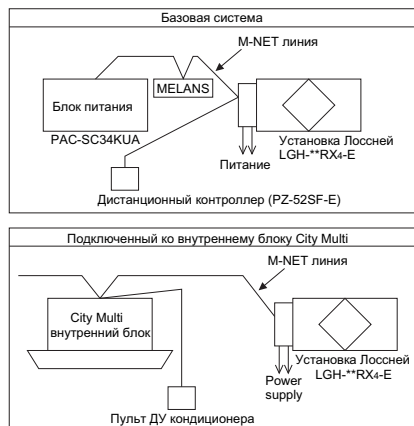 Базовая система
M-NET линия
MELANS
Блок питания
PAC-SC34KUA
Питание
Установка Лоссней
LGH-**RX4-E
Дистанционный контроллер (PZ-52SF-E)
Подключенный ко внутреннему блоку City Multi
M-NET линия
City Multi
внутренний блок
Установка Лоссней
LGH-**RX4-E
Power
supply
Пульт ДУ кондиционера